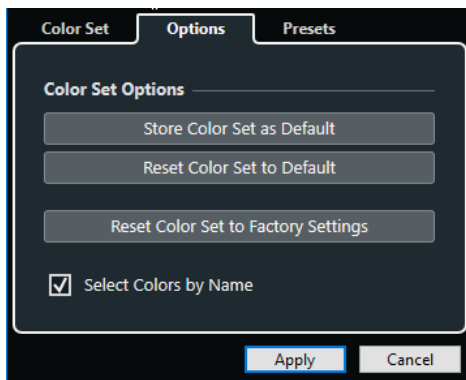 Color Set Options Presets
Color Set Options
Store Color Set as Default
Reset Color Set to Default
Reset Color Set to Factory Settings
Select Colors by Name
Apply Cancel